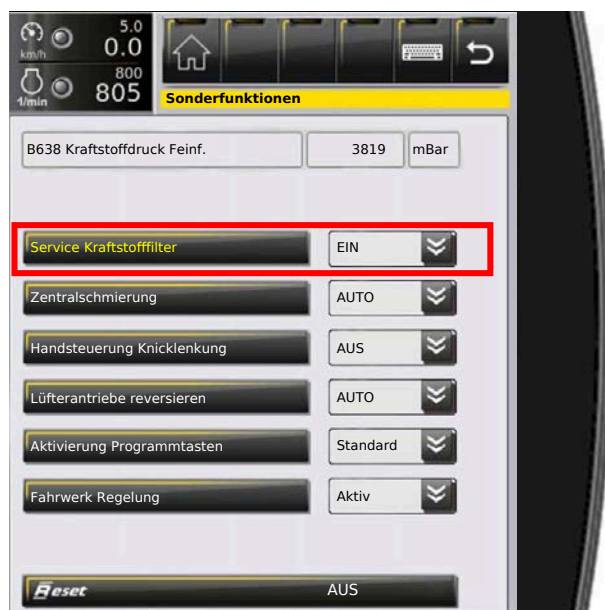 5.0
km/h 0.0
800
1/min 805
Sonderfunktionen
B638 Kraftstoffdruck Feinf. 3819 mBar
Service Kraftstofffilter EIN
Zentralschmierung AUTO
Handsteuerung Knicklenkung AUS
Lüfterantriebe reversieren AUTO
Aktivierung Programmtasten Standard
Fahrwerk Regelung Aktiv
Reset AUS